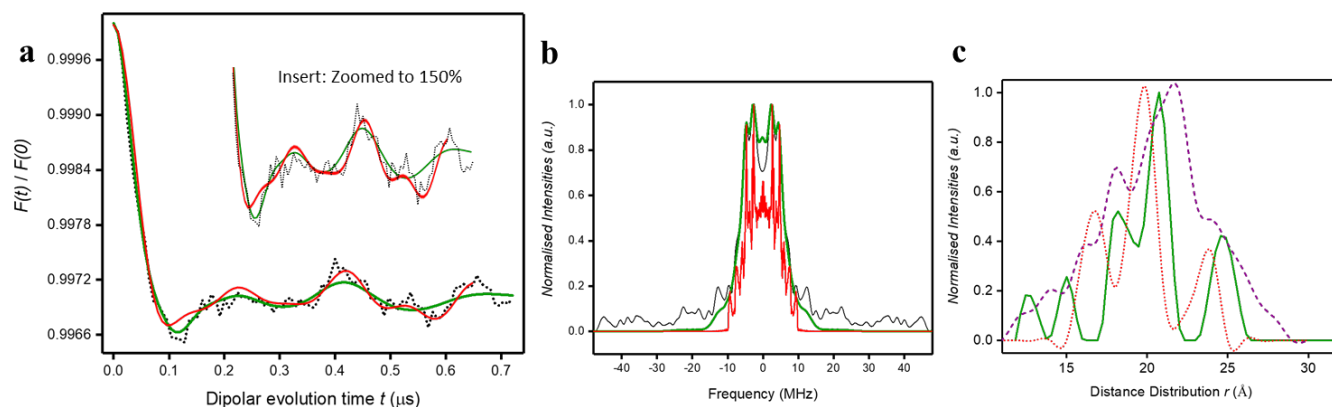 a
Insert: Zoomed to 150%
F(t) / F(0)
0.9996
0.9990
0.9984
0.9978
0.9972
0.9966
0.0 0.1 0.2 0.3 0.4 0.5 0.6 0.7
Dipolar evolution time t (µs)
b
Normalised Intensities (a.u.)
1.0
0.8
0.6
0.4
0.2
0.0
-40 -30 -20 -10 0 10 20 30 40
Frequency (MHz)
c
Normalised Intensities (a.u.)
1.0
0.8
0.6
0.4
0.2
0.0
15 20 25 30
Distance Distribution r (Å)